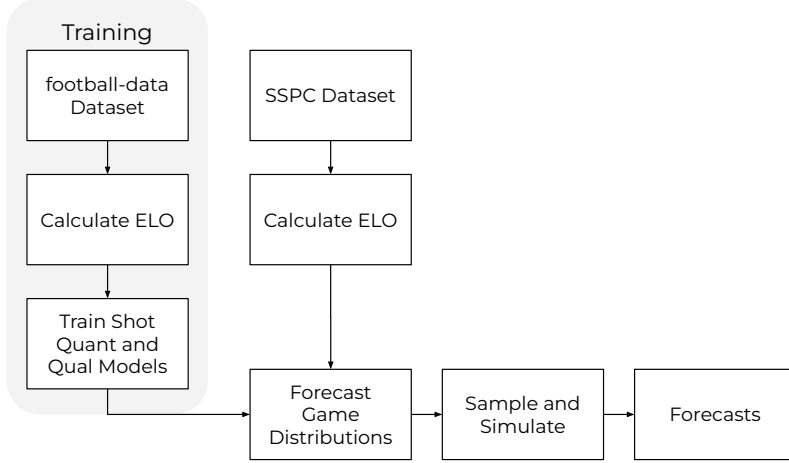 Training
football-data
Dataset
Calculate ELO
Train Shot
Quant and
Qual Models
SSPC Dataset
Calculate ELO
Forecast
Game
Distributions
Sample and
Simulate
Forecasts